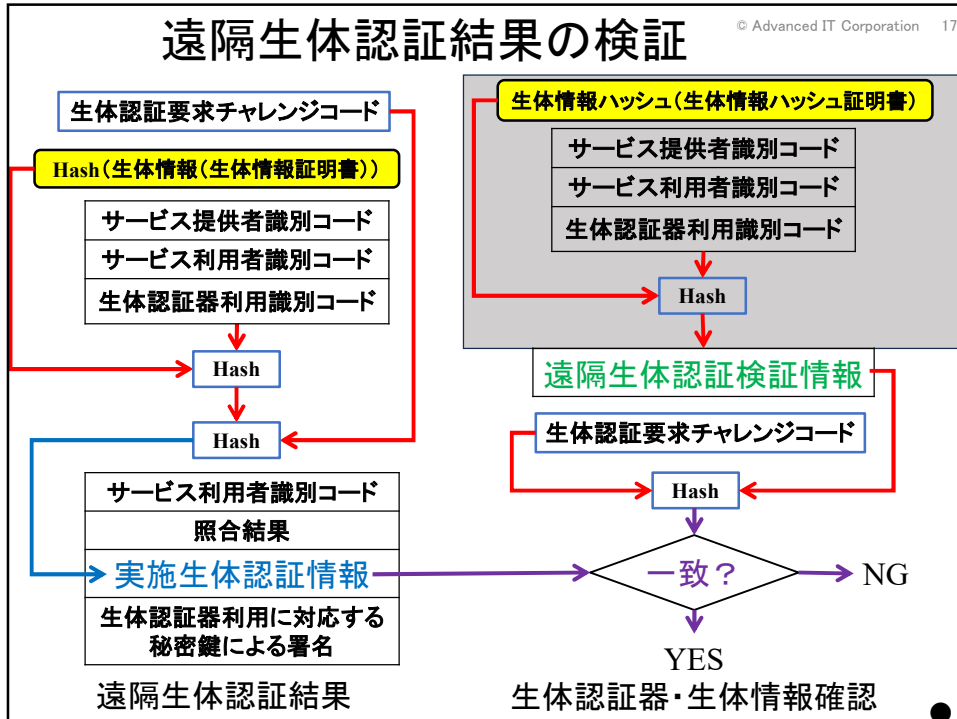 遠隔生体認証結果の検証
© Advanced IT Corporation 17
生体認証要求チャレンジコード
Hash(生体情報(生体情報証明書))
サービス提供者識別コード
サービス利用者識別コード
生体認証器利用識別コード
Hash
Hash
サービス利用者識別コード
照合結果
実施生体認証情報
生体認証器利用に対応する
秘密鍵による署名
遠隔生体認証結果
生体情報ハッシュ(生体情報ハッシュ証明書)
サービス提供者識別コード
サービス利用者識別コード
生体認証器利用識別コード
Hash
遠隔生体認証検証情報
生体認証要求チャレンジコード
Hash
一致?
NG
YES
生体認証器・生体情報確認